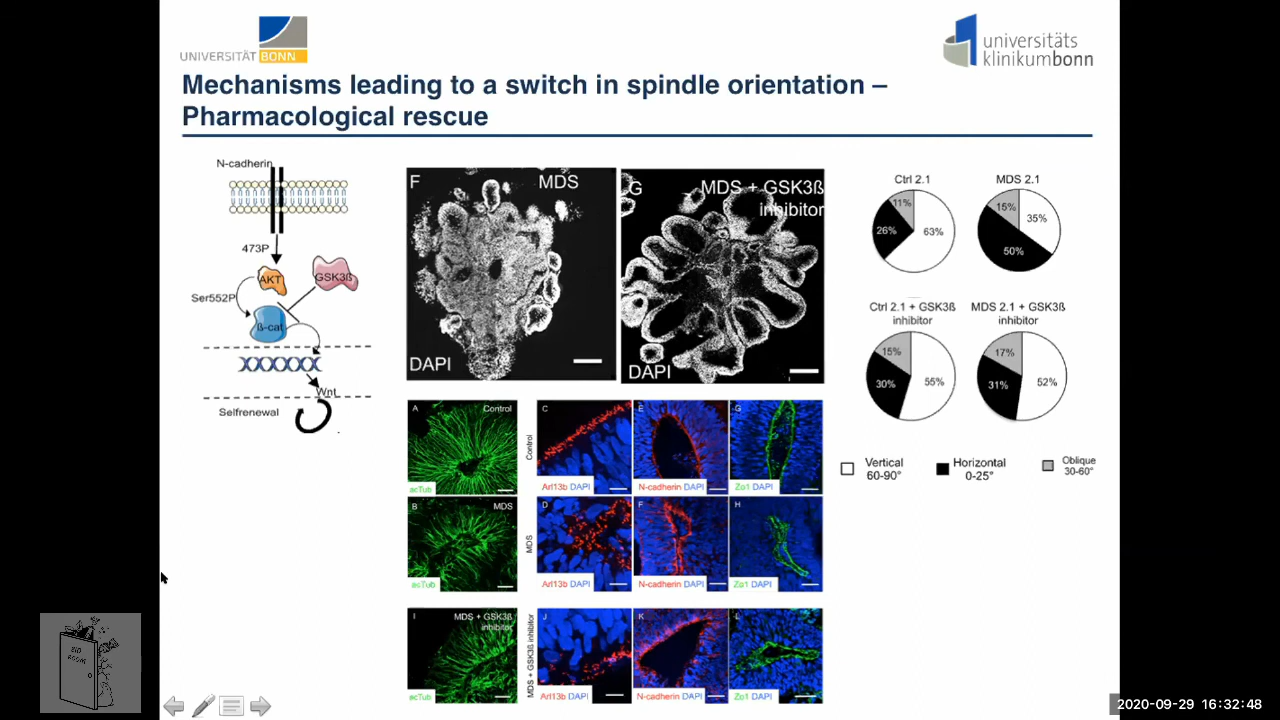 UNIVERSITÄT BONN
universitäts
klinikumbonn
Mechanisms leading to a switch in spindle orientation –
Pharmacological rescue
N-cadherin
473P
AKT
GSK3ß
Ser552P
ß-cat
Wnt
Selfrenewal
F
MDS
DAPI
G
MDS + GSK3ß
inhibitor
DAPI
A
Control
acTub
B
MDS
acTub
I
MDS + GSK3ß
inhibitor
acTub
Control
C
Arl13b DAPI
E
N-cadherin DAPI
G
Zo1 DAPI
MDS
D
Arl13b DAPI
F
N-cadherin DAPI
H
Zo1 DAPI
MDS + GSK3ß inhibitor
J
Arl13b DAPI
K
N-cadherin DAPI
L
Zo1 DAPI
Ctrl 2.1
11%
26%
63%
MDS 2.1
15%
35%
50%
Ctrl 2.1 + GSK3ß
inhibitor
15%
30%
55%
MDS 2.1 + GSK3ß
inhibitor
17%
31%
52%
Vertical
60-90°
Horizontal
0-25°
Oblique
30-60°
2020-09-29 16:32:48